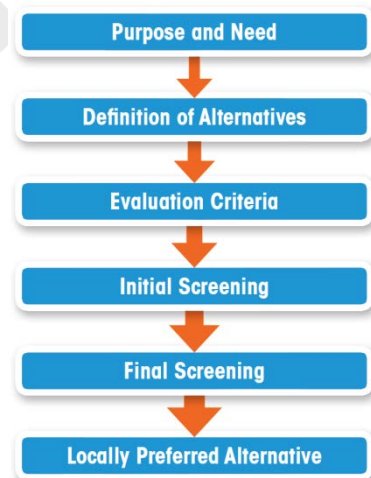 Purpose and Need
Definition of Alternatives
Evaluation Criteria
Initial Screening
Final Screening
Locally Preferred Alternative